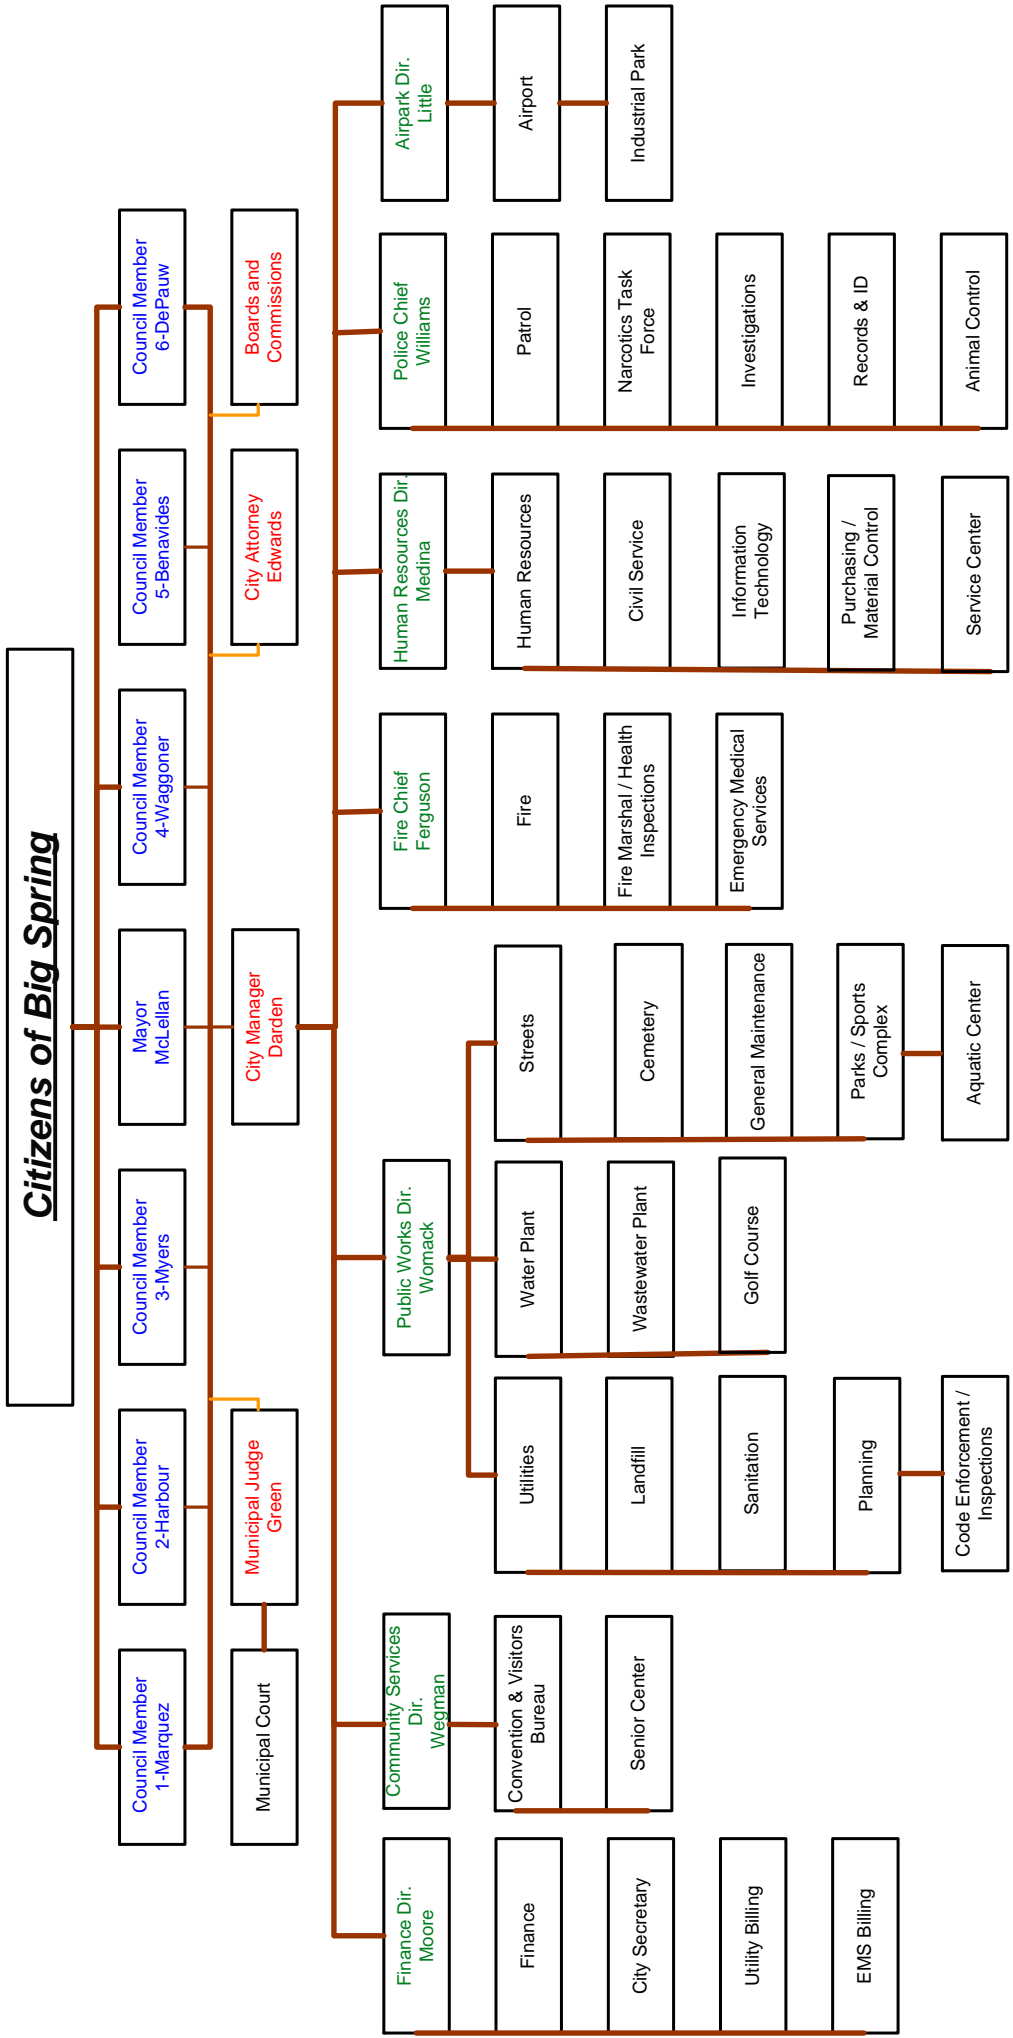 Citizens of Big Spring
Council Member
1-Marquez
Council Member
2-Harbour
Council Member
3-Myers
Mayor
McLellan
Council Member
4-Waggoner
Council Member
5-Benavides
Council Member
6-DePauw
Municipal Court
Municipal Judge
Green
City Manager
Darden
City Attorney
Edwards
Boards and
Commissions
Finance Dir.
Moore
Finance
City Secretary
Utility Billing
EMS Billing
Community Services
Dir.
Wegman
Convention & Visitors
Bureau
Senior Center
Public Works Dir.
Womack
Utilities
Landfill
Sanitation
Planning
Code Enforcement /
Inspections
Water Plant
Wastewater Plant
Golf Course
Streets
Cemetery
General Maintenance
Parks / Sports
Complex
Aquatic Center
Fire Chief
Ferguson
Fire
Fire Marshal / Health
Inspections
Emergency Medical
Services
Human Resources Dir.
Medina
Human Resources
Civil Service
Information
Technology
Purchasing /
Material Control
Service Center
Police Chief
Williams
Patrol
Narcotics Task
Force
Investigations
Records & ID
Animal Control
Airpark Dir.
Little
Airport
Industrial Park